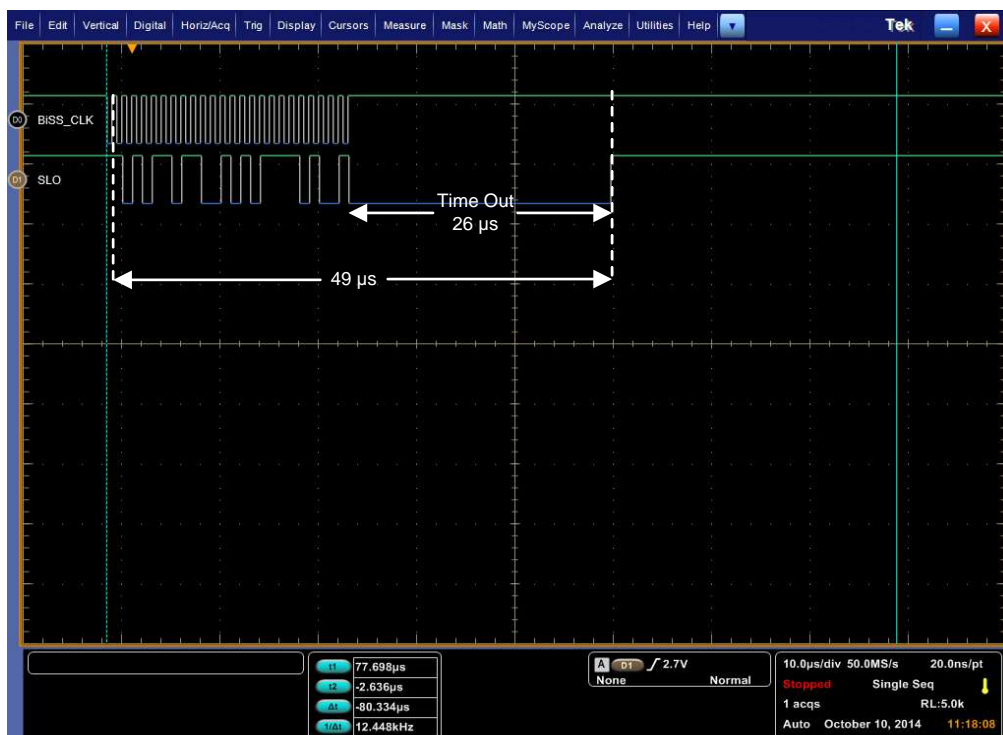 File Edit Vertical Digital Horiz/Acq Trig Display Cursors Measure Mask Math MyScope Analyze Utilities Help Tek X
D0 BiSS_CLK
D1 SLO
Time Out
26 µs
49 µs
t1 77.698µs
t2 -2.636µs
Δt -80.334µs
1/Δt 12.448kHz
A D1 2.7V
None Normal
10.0µs/div 50.0MS/s 20.0ns/pt
Stopped Single Seq
1 acqs RL:5.0k
Auto October 10, 2014 11:18:08